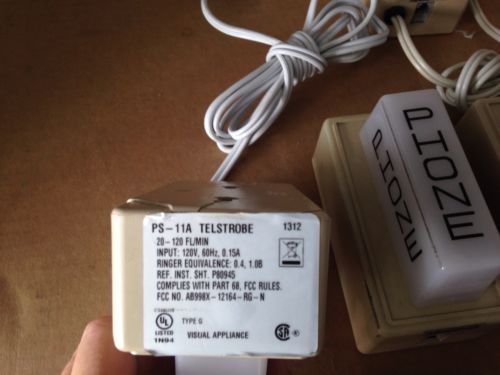 PS-11A TELSTROBE 1312
20-120 FL/MIN
INPUT: 120V, 60Hz, 0.15A
RINGER EQUIVALENCE: 0.4, 1.0B
REF. INST. SHT. P80945
COMPLIES WITH PART 68, FCC RULES.
FCC NO. AB998X-12164-RG-N
UL
LISTED
1N94
TYPE G
VISUAL APPLIANCE
PHONE
PHONE